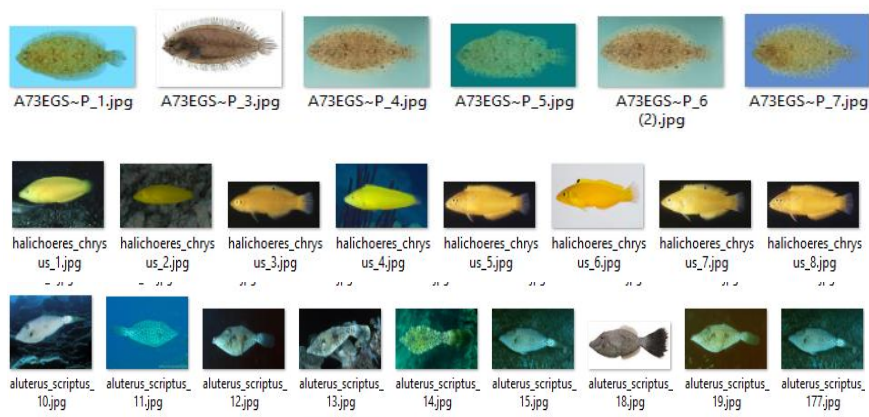 A73EGS~P_1.jpg A73EGS~P_3.jpg A73EGS~P_4.jpg A73EGS~P_5.jpg A73EGS~P_6 A73EGS~P_7.jpg
(2).jpg
halichoeres_chrys halichoeres_chrys halichoeres_chrys halichoeres_chrys halichoeres_chrys halichoeres_chrys halichoeres_chrys halichoeres_chrys
us_1.jpg us_2.jpg us_3.jpg us_4.jpg us_5.jpg us_6.jpg us_7.jpg us_8.jpg
aluterus_scriptus_ aluterus_scriptus_ aluterus_scriptus_ aluterus_scriptus_ aluterus_scriptus_ aluterus_scriptus_ aluterus_scriptus_ aluterus_scriptus_ aluterus_scriptus_
10.jpg 11.jpg 12.jpg 13.jpg 14.jpg 15.jpg 18.jpg 19.jpg 177.jpg